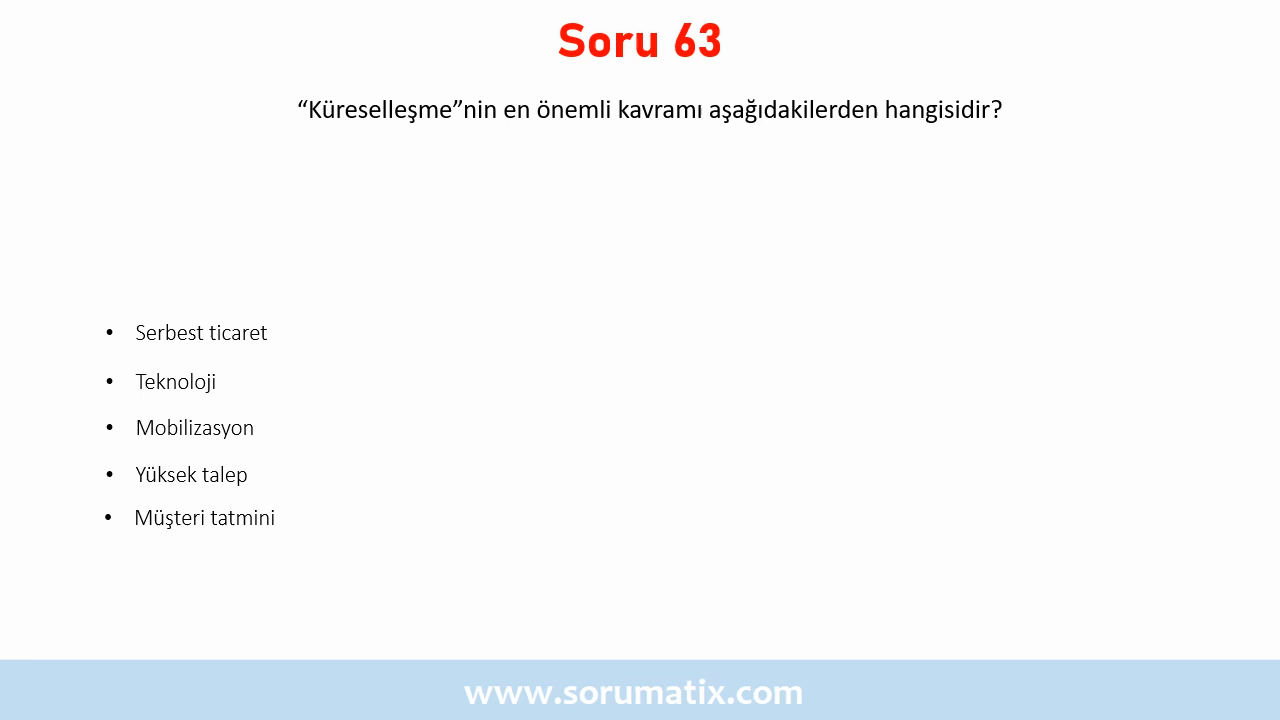 Soru 63
“Küreselleşme”nin en önemli kavramı aşağıdakilerden hangisidir?
• Serbest ticaret
• Teknoloji
• Mobilizasyon
• Yüksek talep
• Müşteri tatmini
www.sorumatix.com